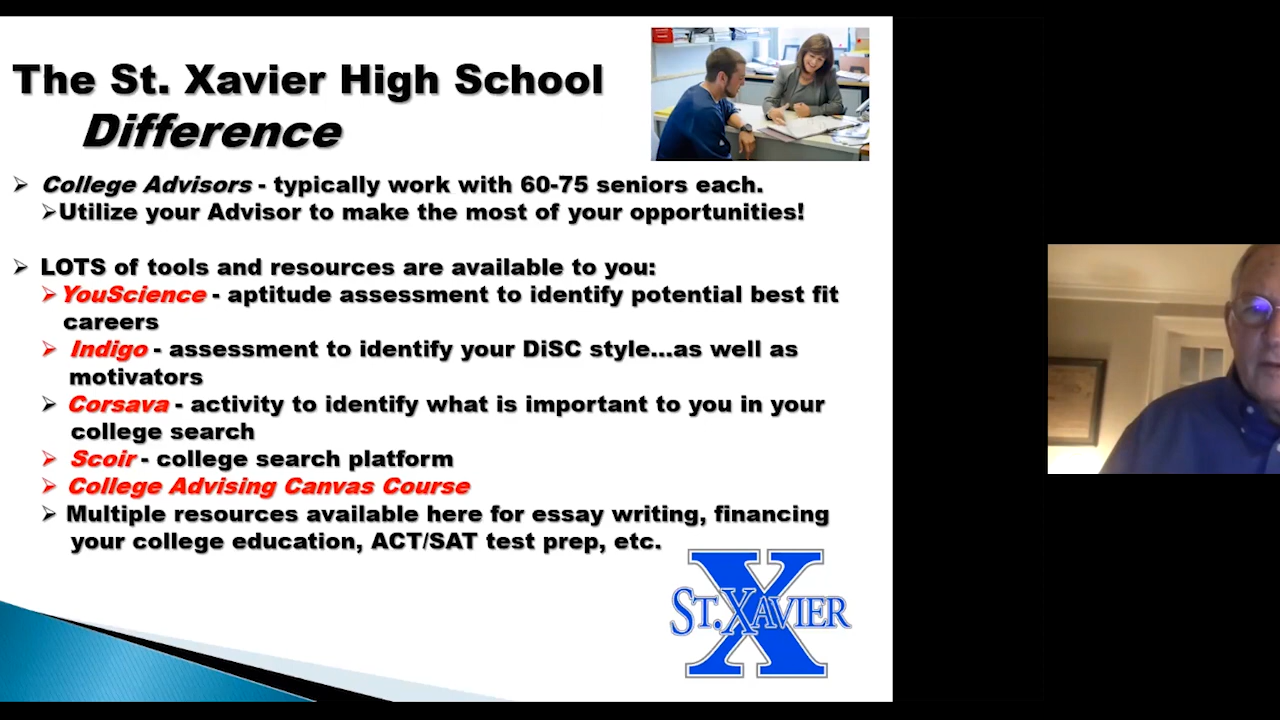 The St. Xavier High School
Difference
➢ College Advisors - typically work with 60-75 seniors each.
➢Utilize your Advisor to make the most of your opportunities!
➢ LOTS of tools and resources are available to you:
➢YouScience - aptitude assessment to identify potential best fit
careers
➢ Indigo - assessment to identify your DiSC style...as well as
motivators
➢ Corsava - activity to identify what is important to you in your
college search
➢ Scoir - college search platform
➢ College Advising Canvas Course
➢ Multiple resources available here for essay writing, financing
your college education, ACT/SAT test prep, etc.
X
ST. XAVIER